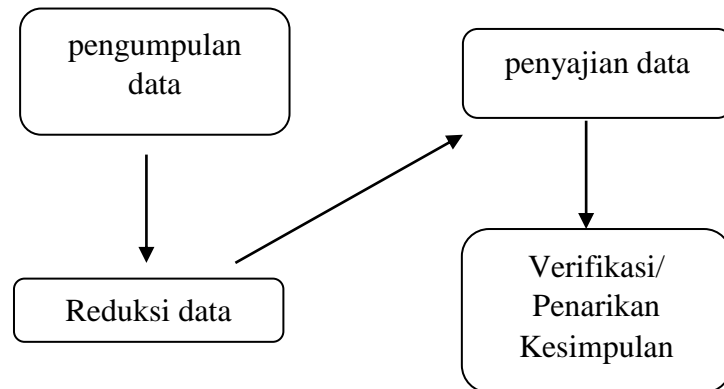 pengumpulan
data
Reduksi data
penyajian data
Verifikasi/
Penarikan
Kesimpulan